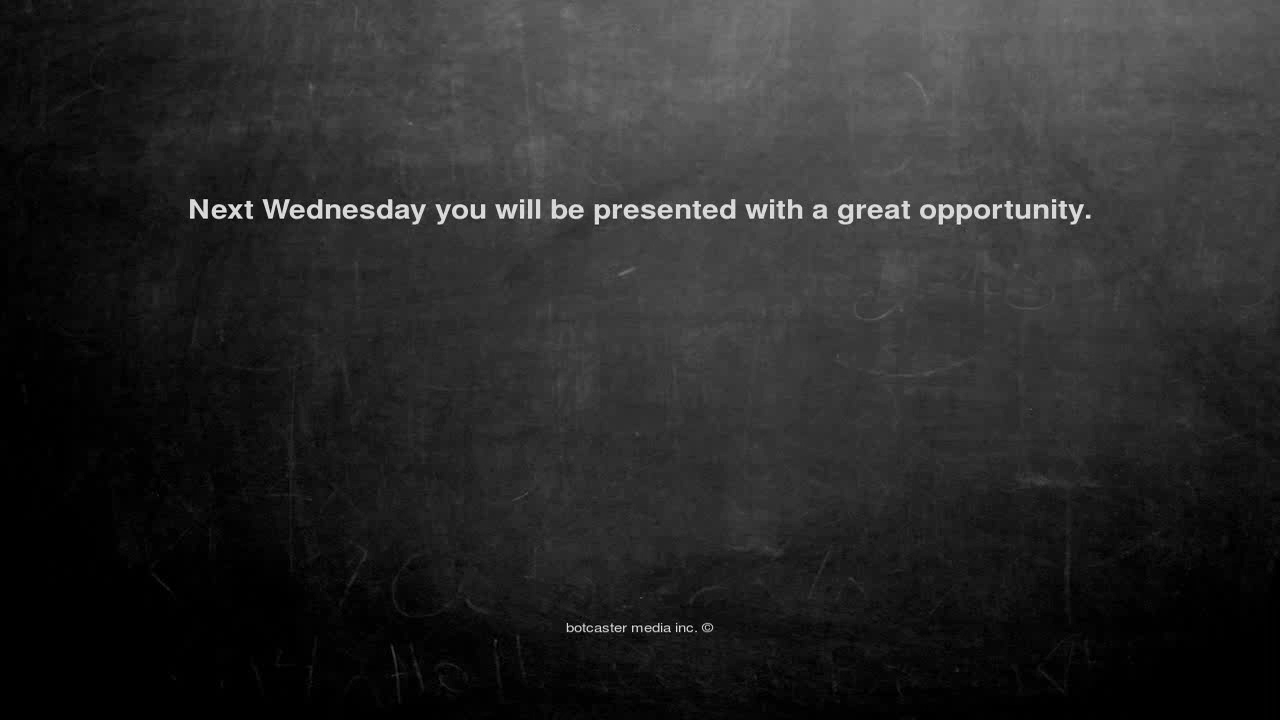 Next Wednesday you will be presented with a great opportunity.
botcaster media inc. ©